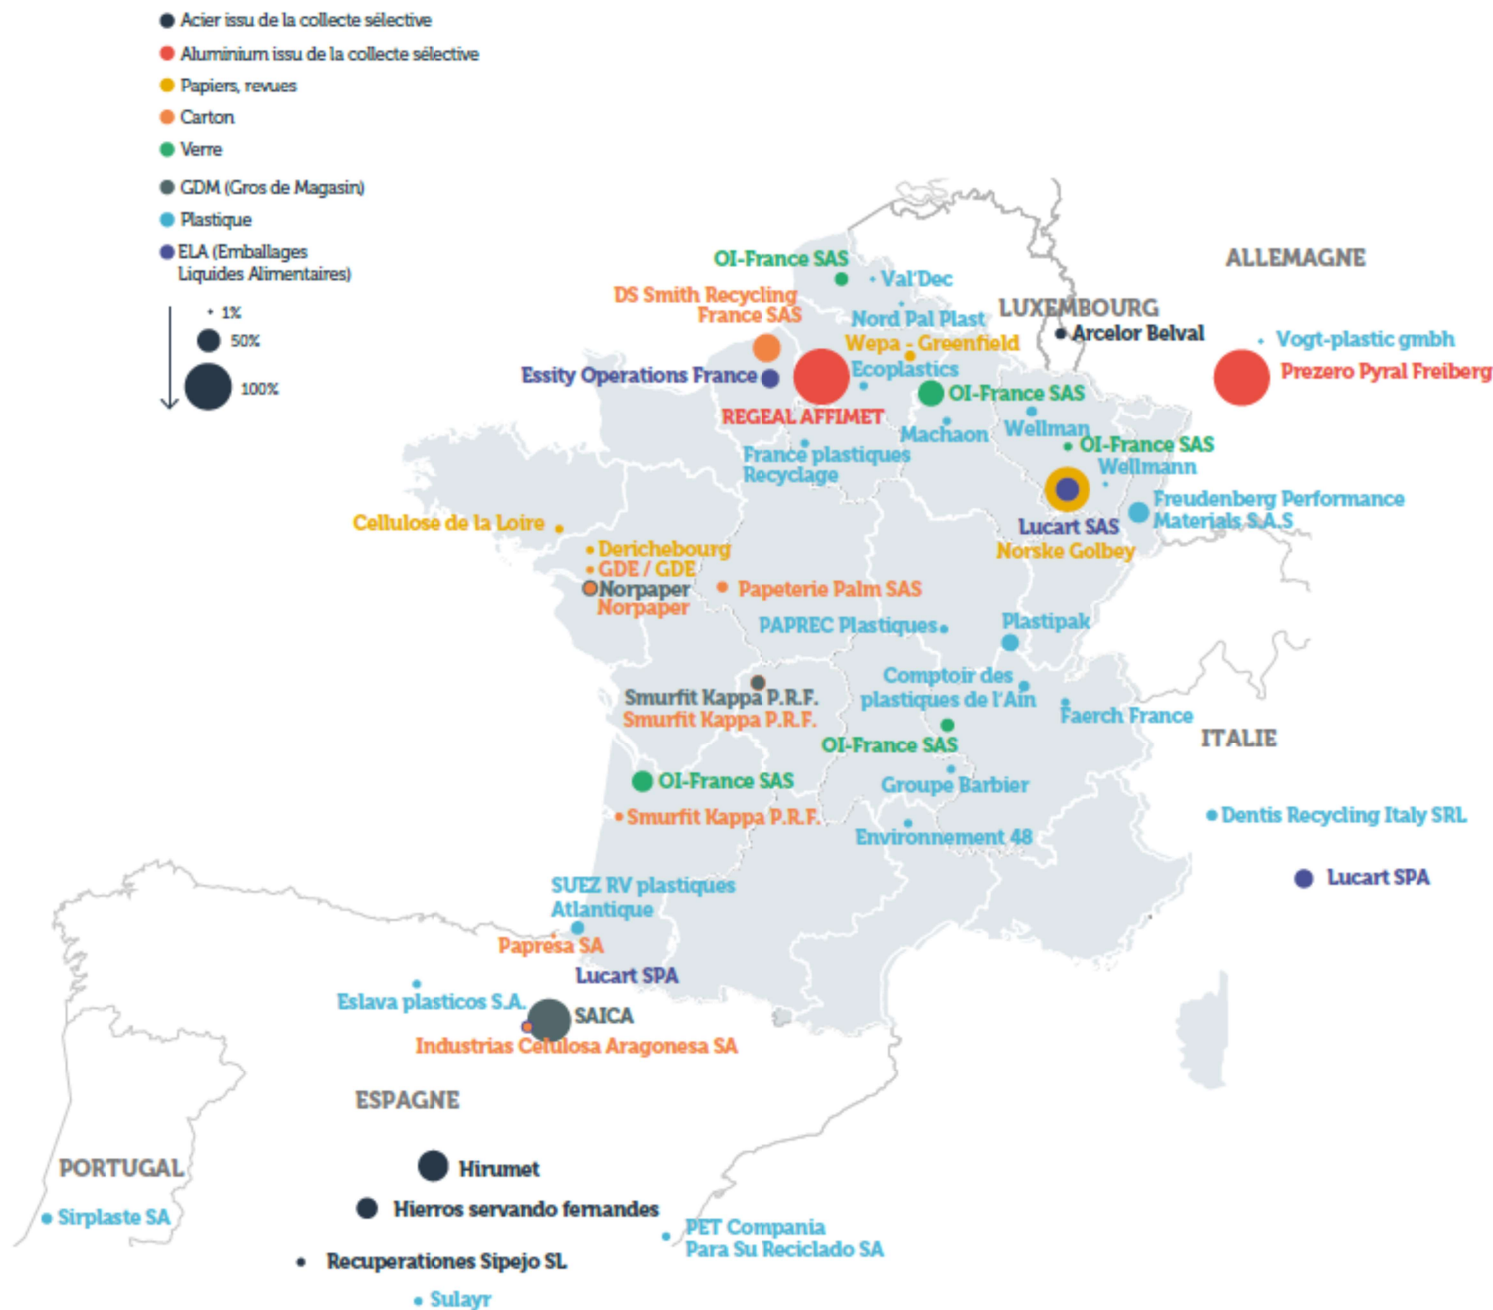 Acier issu de la collecte sélective
Aluminium issu de la collecte sélective
Papiers, revues
Carton
Verre
GDM (Gros de Magasin)
Plastique
ELA (Emballages
Liquides Alimentaires)
1%
50%
100%
ALLEMAGNE
OI-France SAS
Val'Dec
DS Smith Recycling
France SAS
LUXEMBOURG
Nord Pal Plast
Arcelor Belval
Vogt-plastic gmbh
Wepa - Greenfield
Essity Operations France
Ecoplastics
Prezero Pyral Freiberg
OI-France SAS
REGEAL AFFIMET
Machaon
Wellman
OI-France SAS
France plastiques
Recyclage
Wellmann
Freudenberg Performance
Materials S.A.S
Cellulose de la Loire
Lucart SAS
Norske Golbey
Derichebourg
GDE / GDE
Norpaper
Norpaper
Papeterie Palm SAS
PAPREC Plastiques
Plastipak
Comptoir des
plastiques de l'Ain
Smurfit Kappa P.R.F.
Smurfit Kappa P.R.F.
Faerch France
ITALIE
OI-France SAS
OI-France SAS
Groupe Barbier
Smurfit Kappa P.R.F.
Dentis Recycling Italy SRL
Environnement 48
Lucart SPA
SUEZ RV plastiques
Atlantique
Papresa SA
Lucart SPA
Eslava plasticos S.A.
SAICA
Industrias Celulosa Aragonesa SA
ESPAGNE
PORTUGAL
Hirumet
Hierros servando fernandes
Sirplaste SA
PET Compania
Para Su Reciclado SA
Recuperationes Sipejo SL
Sulayr